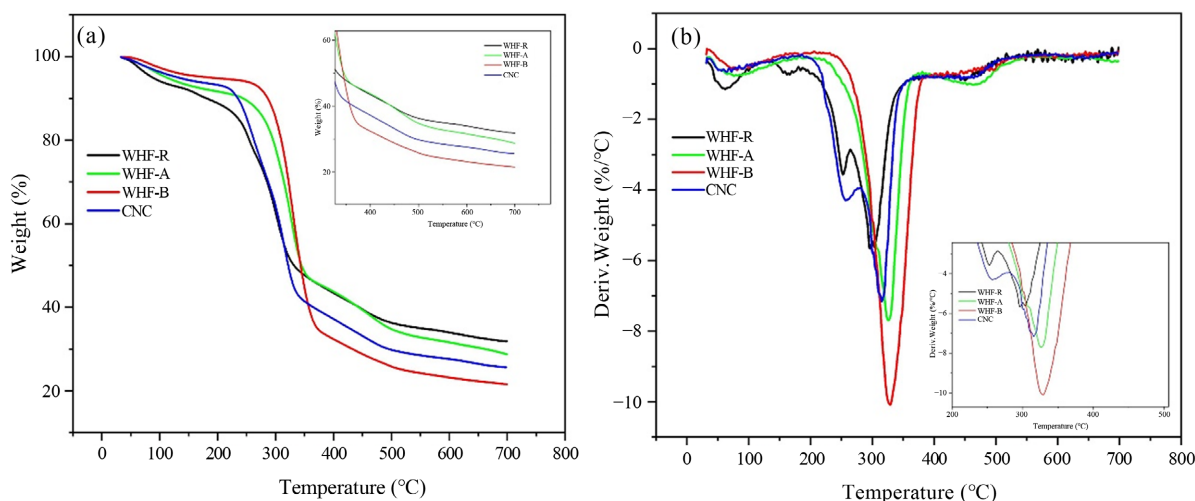 (a)
100
80
60
40
20
0 100 200 300 400 500 600 700 800
Weight (%)
Temperature (°C)
WHF-R
WHF-A
WHF-B
CNC
60
40
20
400 500 600 700
Weight (%)
Temperature (°C)
WHF-R
WHF-A
WHF-B
CNC
(b)
0
−2
−4
−6
−8
−10
0 100 200 300 400 500 600 700 800
Deriv.Weight (%/°C)
Temperature (°C)
WHF-R
WHF-A
WHF-B
CNC
−4
−6
−8
−10
200 300 400 500
Deriv.Weight (%/°C)
Temperature (°C)
WHF-R
WHF-A
WHF-B
CNC